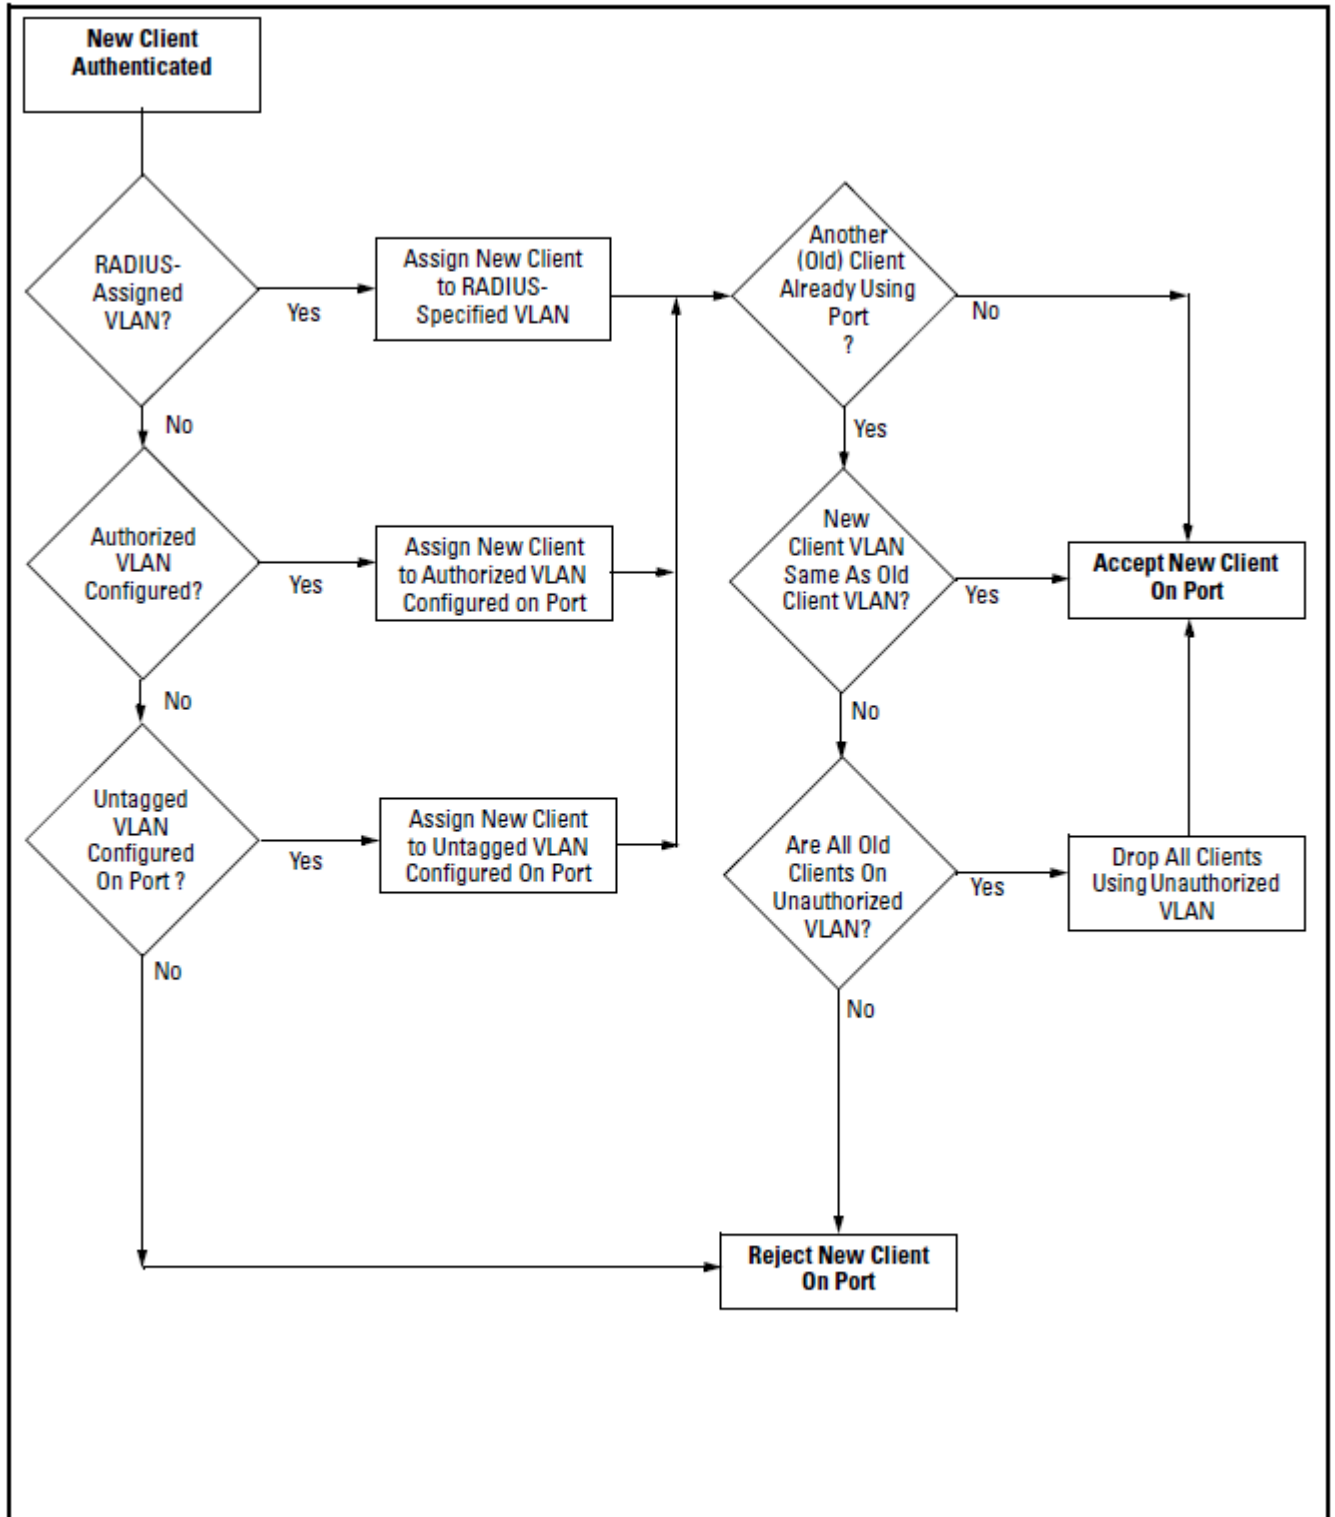 New Client
Authenticated
RADIUS-
Assigned
VLAN?
Yes
Assign New Client
to RADIUS-
Specified VLAN
Another
(Old) Client
Already Using
Port
?
No
No
Yes
Authorized
VLAN
Configured?
Yes
Assign New Client
to Authorized VLAN
Configured on Port
New
Client VLAN
Same As Old
Client VLAN?
Yes
Accept New Client
On Port
No
No
Untagged
VLAN
Configured
On Port ?
Yes
Assign New Client
to Untagged VLAN
Configured On Port
Are All Old
Clients On
Unauthorized
VLAN?
Yes
Drop All Clients
Using Unauthorized
VLAN
No
No
Reject New Client
On Port